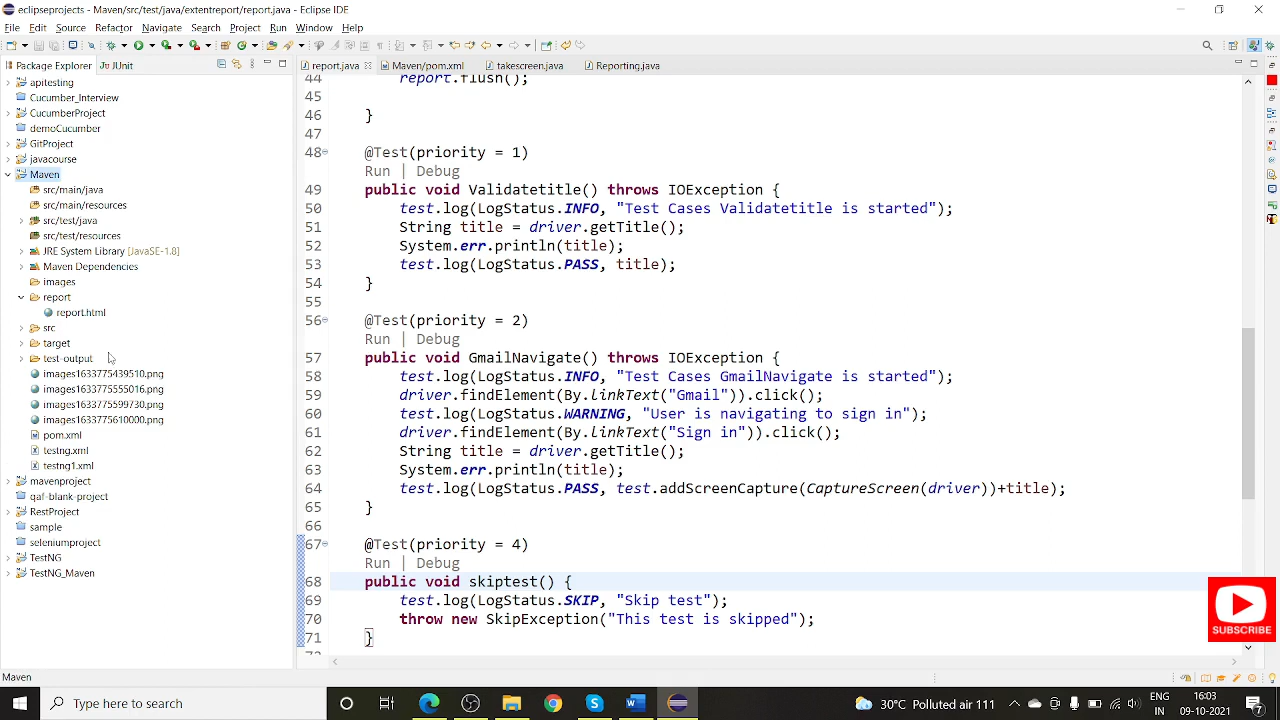 eclipseprojects - Maven/src/test/java/extentreport/report.java - Eclipse IDE
File Edit Source Refactor Navigate Search Project Run Window Help
Package Explorer JUnit
report.java Maven/pom.xml takescreen.java Reporting.java
apitesting
Cucumber_Interview
CucumberProject
demoCucumber
GitProject
javacourse
Maven
src/main/java
src/main/resources
src/test/java
src/test/resources
JRE System Library [JavaSE-1.8]
Maven Dependencies
images
report
report.html
src
target
test-output
images1633775439510.png
images1633775555016.png
images1633775599730.png
images1633775610000.png
pom.xml
testng.xml
testng1.xml
mavenproject
qaf-blank-project
RestProject
sample
seleniumproject
TestNG
TestNG_Maven
44 report.flush();
45
46 }
47
48 @Test(priority = 1)
Run | Debug
49 public void Validatetitle() throws IOException {
50 test.log(LogStatus.INFO, "Test Cases Validatetitle is started");
51 String title = driver.getTitle();
52 System.err.println(title);
53 test.log(LogStatus.PASS, title);
54 }
55
56 @Test(priority = 2)
Run | Debug
57 public void GmailNavigate() throws IOException {
58 test.log(LogStatus.INFO, "Test Cases GmailNavigate is started");
59 driver.findElement(By.linkText("Gmail")).click();
60 test.log(LogStatus.WARNING, "User is navigating to sign in");
61 driver.findElement(By.linkText("Sign in")).click();
62 String title = driver.getTitle();
63 System.err.println(title);
64 test.log(LogStatus.PASS, test.addScreenCapture(CaptureScreen(driver))+title);
65 }
66
67 @Test(priority = 4)
Run | Debug
68 public void skiptest() {
69 test.log(LogStatus.SKIP, "Skip test");
70 throw new SkipException("This test is skipped");
71 }
72
SUBSCRIBE
Maven
Type here to search
30°C Polluted air 111
ENG
IN
16:03
09-10-2021
7